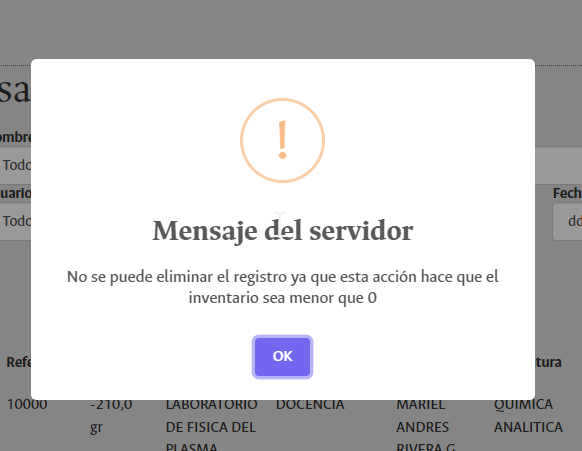 sa
ombre
Todo
uario
Fech
Todo
dd
!
Mensaje del servidor
No se puede eliminar el registro ya que esta acción hace que el
inventario sea menor que 0
OK
Refe
tura
10000 -210,0 LABORATORIO DOCENCIA MARIEL QUIMICA
gr DE FISICA DEL ANDRES ANALITICA
PLASMA RIVERA G